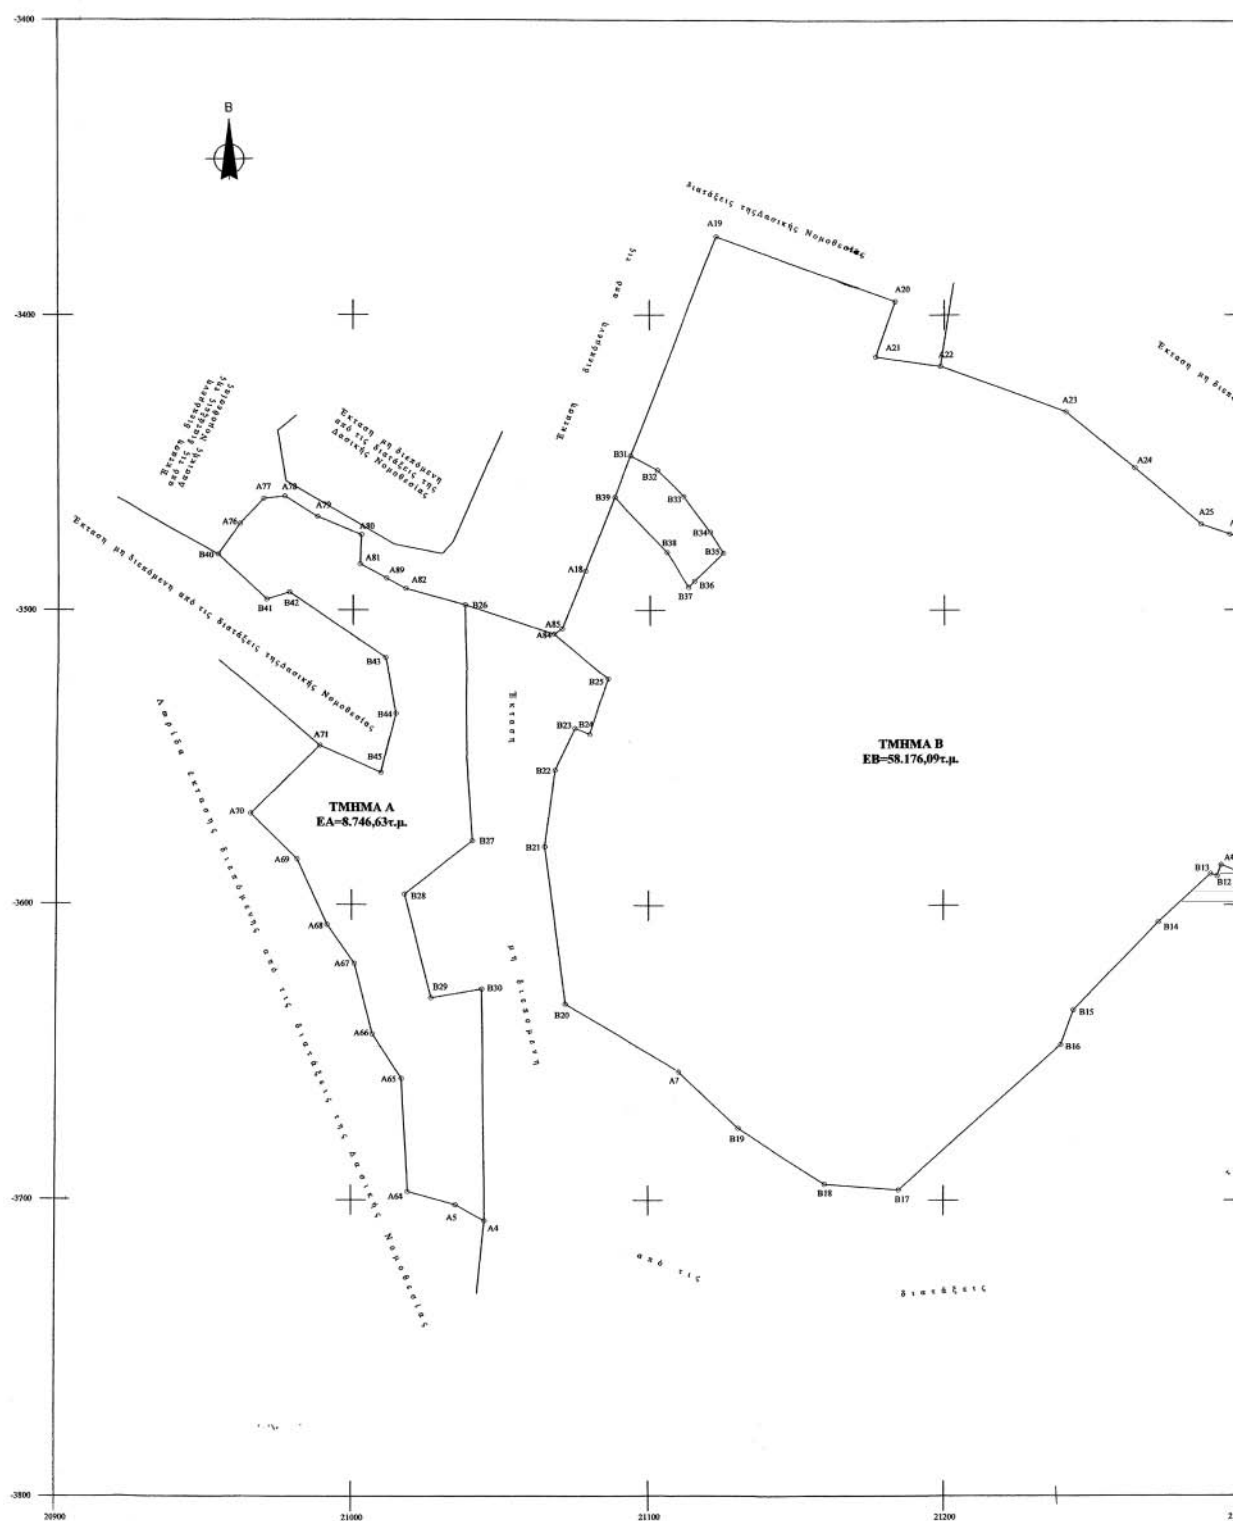 -3400
B
διατάξεις τηςΔασικής Νομοθεσίας
A19
Έκταση διεπόμενη από τις
A20
-3400
A21
A22
Έκταση μη διεπό
Έκταση διεπόμενη
από τις διατάξεις της
Δασικής Νομοθεσίας
Έκταση μη διεπόμενη
από τις διατάξεις της
Δασικής Νομοθεσίας
A23
B31
B32
A24
A77
A78
B39
B33
A79
A76
A80
B34
A25
B40
A81
B38
B35
A89
A18
A82
B36
B37
B41
B42
B26
-3500
A85
A84
Έκταση μη διεπόμενη από τις διατάξεις τηςΔασικής Νομοθεσίας
B43
B25
B44
Έκταση
B23
B24
A71
ΤΜΗΜΑ Β
ΕΒ=58.176,09τ.μ.
B45
B22
ΤΜΗΜΑ Α
ΕΑ=8.746,63τ.μ.
A70
B27
B21
A69
B13
B12
B28
-3600
A68
B14
Λωρίδα έκτασης διεπόμενης από τις διατάξεις της Δασικής Νομοθεσίας
μη διεπομενη
A67
B29
B30
B20
B15
A66
B16
A65
A7
B19
A64
-3700
B18
B17
A5
A4
από τις
διατάξεις
-3800
20900
21000
21100
21200